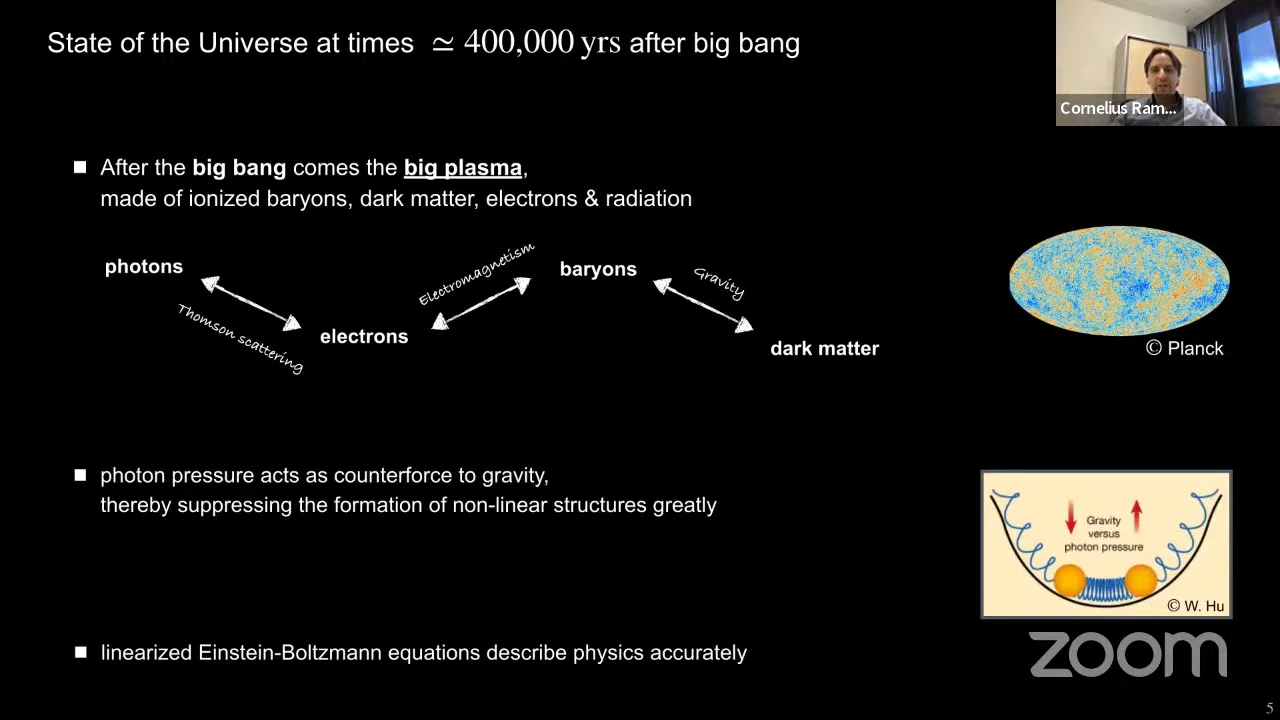 State of the Universe at times ≃ 400,000 yrs after big bang
Cornelius Ram...
■ After the big bang comes the big plasma,
made of ionized baryons, dark matter, electrons & radiation
photons
Thomson scattering
electrons
Electromagnetism
baryons
Gravity
dark matter
© Planck
■ photon pressure acts as counterforce to gravity,
thereby suppressing the formation of non-linear structures greatly
Gravity
versus
photon pressure
© W. Hu
■ linearized Einstein-Boltzmann equations describe physics accurately
zoom
5